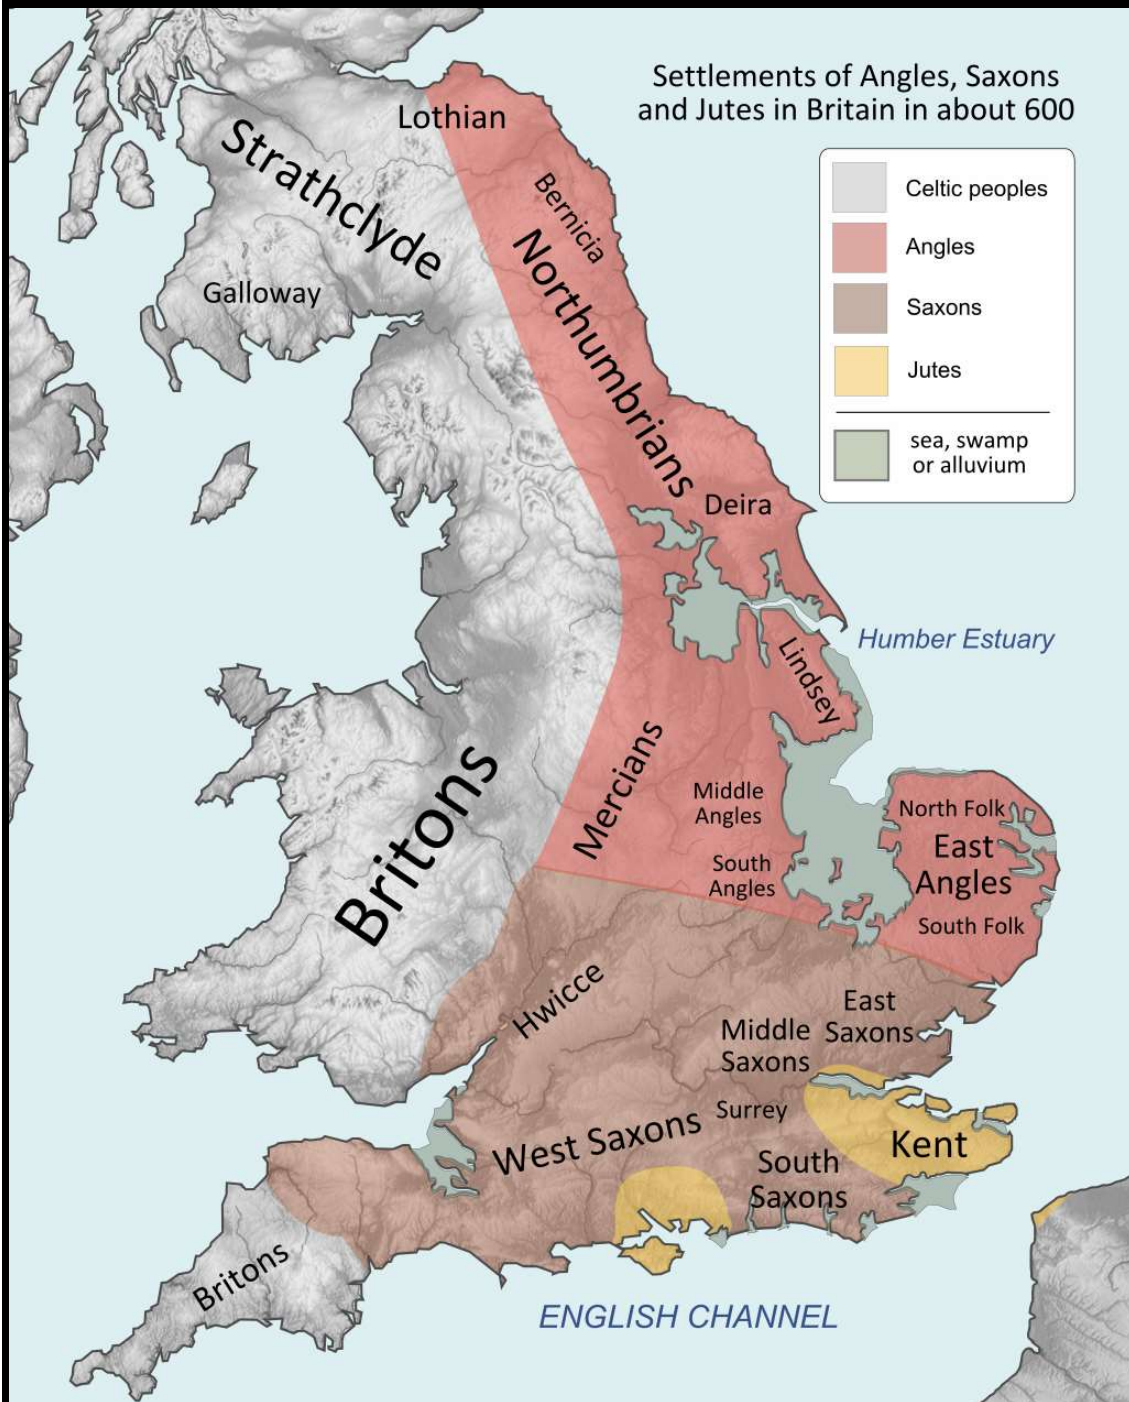 Settlements of Angles, Saxons
and Jutes in Britain in about 600
Celtic peoples
Angles
Saxons
Jutes
sea, swamp
or alluvium
Lothian
Strathclyde
Bernicia
Northumbrians
Galloway
Deira
Humber Estuary
Lindsey
Mercians
Britons
Middle
Angles
North Folk
East
Angles
South
Angles
South Folk
Hwicce
East
Saxons
Middle
Saxons
Surrey
West Saxons
Kent
South
Saxons
Britons
ENGLISH CHANNEL